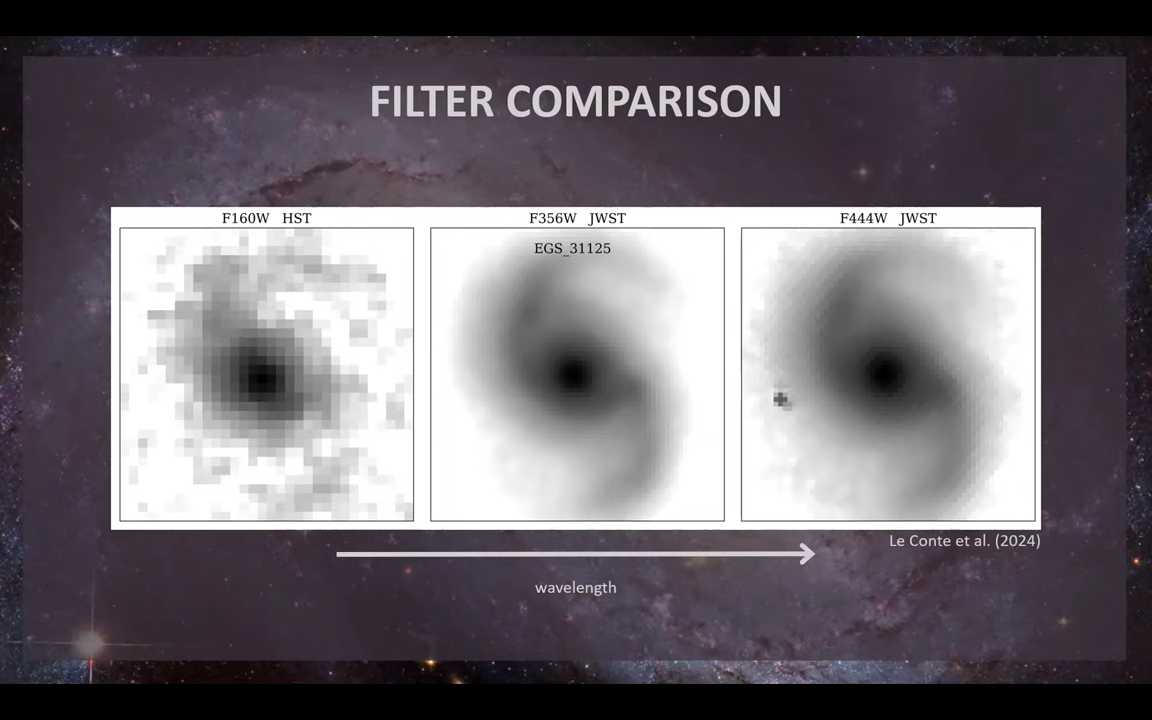 FILTER COMPARISON
F160W HST
F356W JWST
F444W JWST
EGS_31125
Le Conte et al. (2024)
wavelength